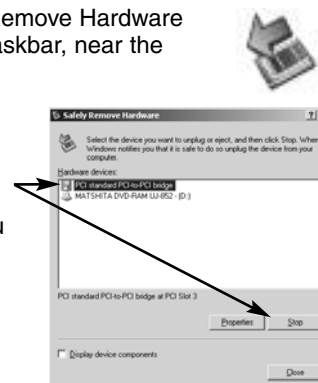 emove Hardware
askbar, near the
Safely Remove Hardware
Select the device you want to unplug or eject, and then click Stop. When
Windows notifies you that it is safe to do so unplug the device from your
computer.
Hardware devices:
PCI standard PCI-to-PCI bridge
MATSHITA DVD-RAM UJ-852 - (D:)
u
PCI standard PCI-to-PCI bridge at PCI Slot 3
Properties Stop
Display device components
Close